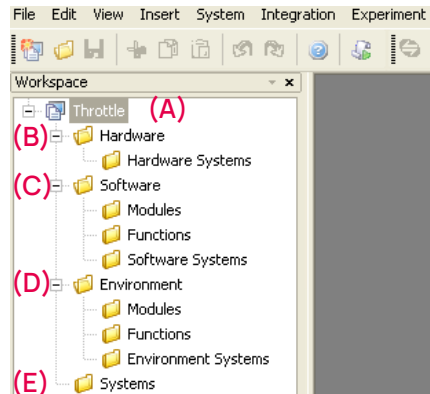 File Edit View Insert System Integration Experiment
Workspace
Throttle (A)
(B) Hardware
Hardware Systems
(C) Software
Modules
Functions
Software Systems
(D) Environment
Modules
Functions
Environment Systems
(E) Systems